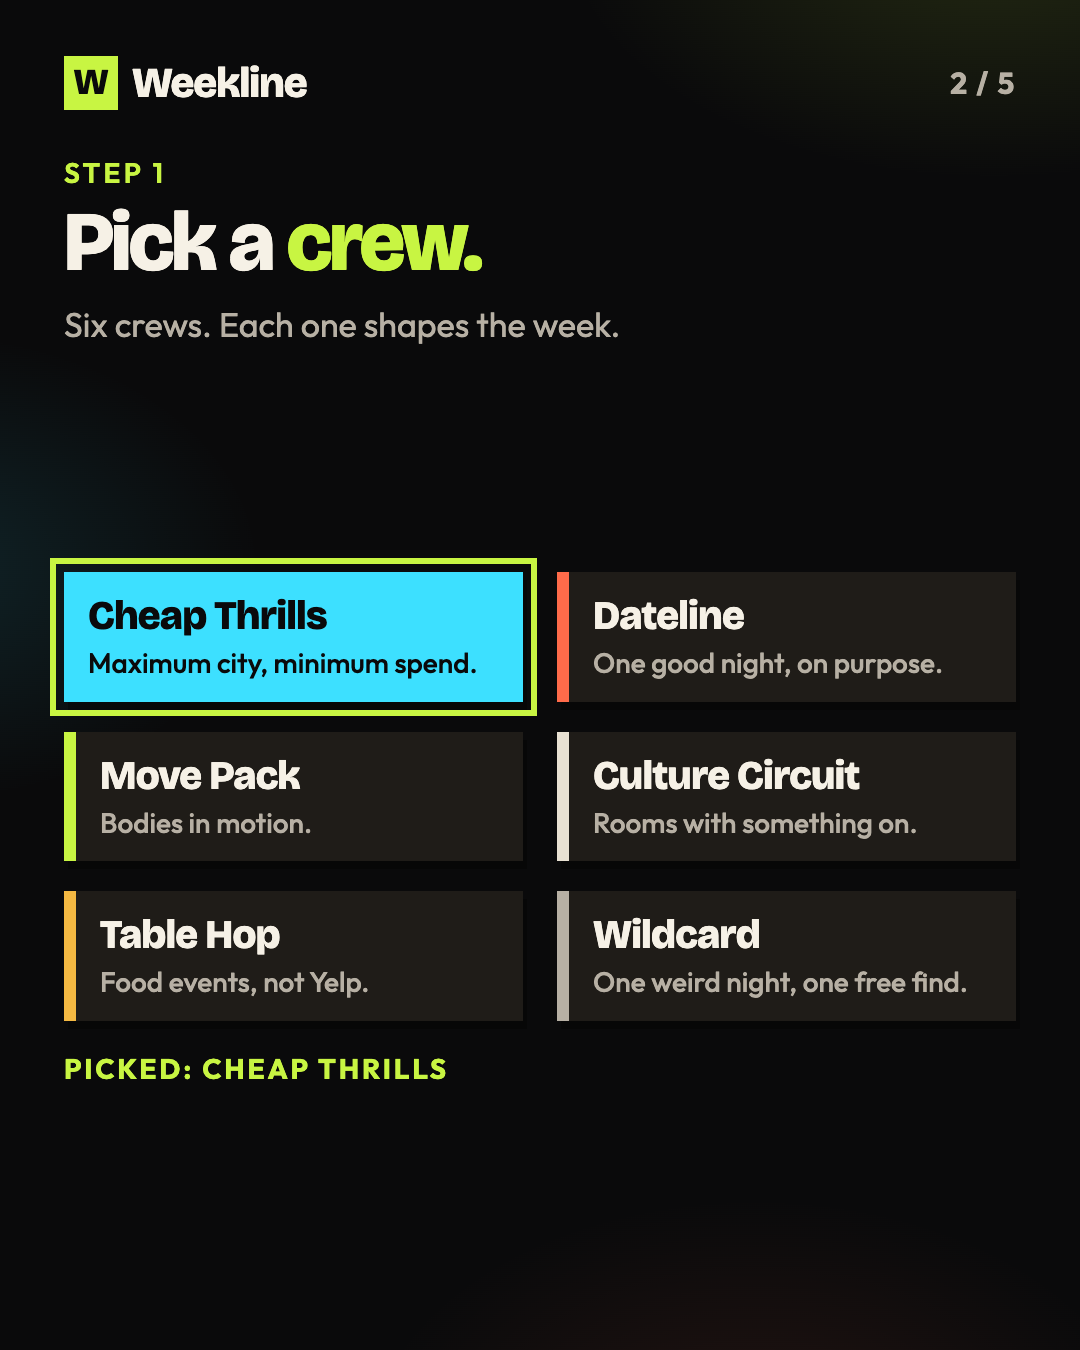 W Weekline
2 / 5
STEP 1
Pick a crew.
Six crews. Each one shapes the week.
Cheap Thrills
Maximum city, minimum spend.
Dateline
One good night, on purpose.
Move Pack
Bodies in motion.
Culture Circuit
Rooms with something on.
Table Hop
Food events, not Yelp.
Wildcard
One weird night, one free find.
PICKED: CHEAP THRILLS